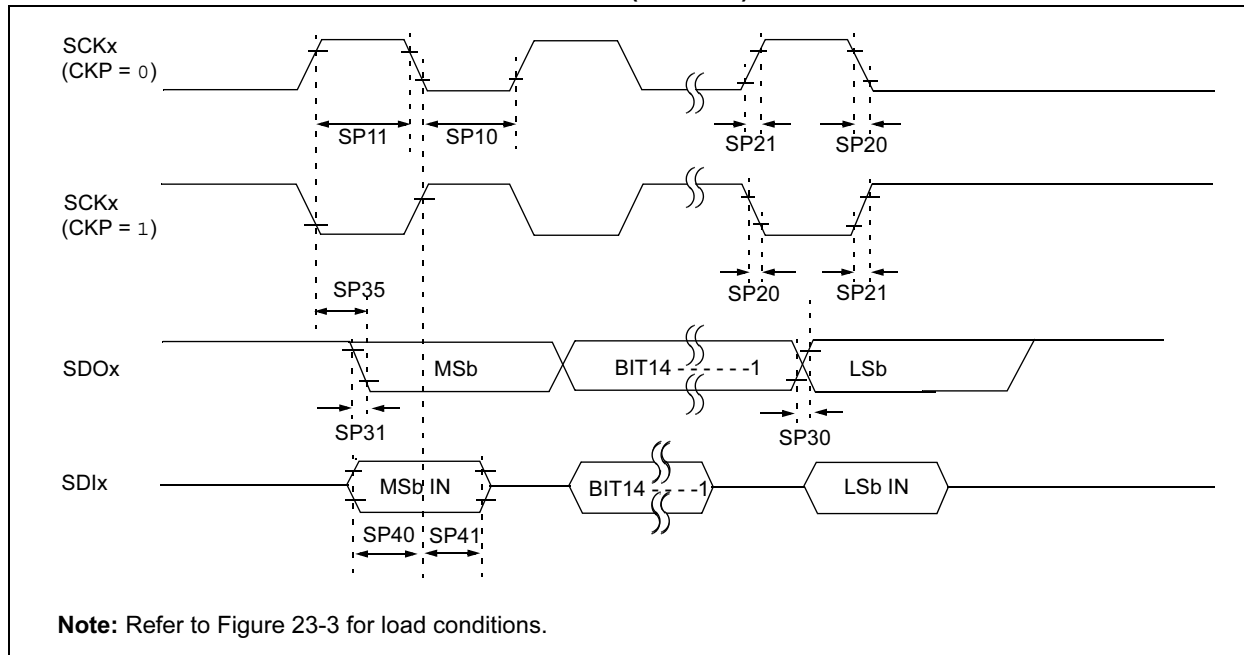 SCKx
(CKP = 0)
SP11
SP10
SP21
SP20
SCKx
(CKP = 1)
SP35
SP20
SP21
SDOx
MSb
BIT14 - - - - - - -1
LSb
SP31
SP30
SDIx
MSb IN
BIT14 - - - -1
LSb IN
SP40
SP41
Note: Refer to Figure 23-3 for load conditions.